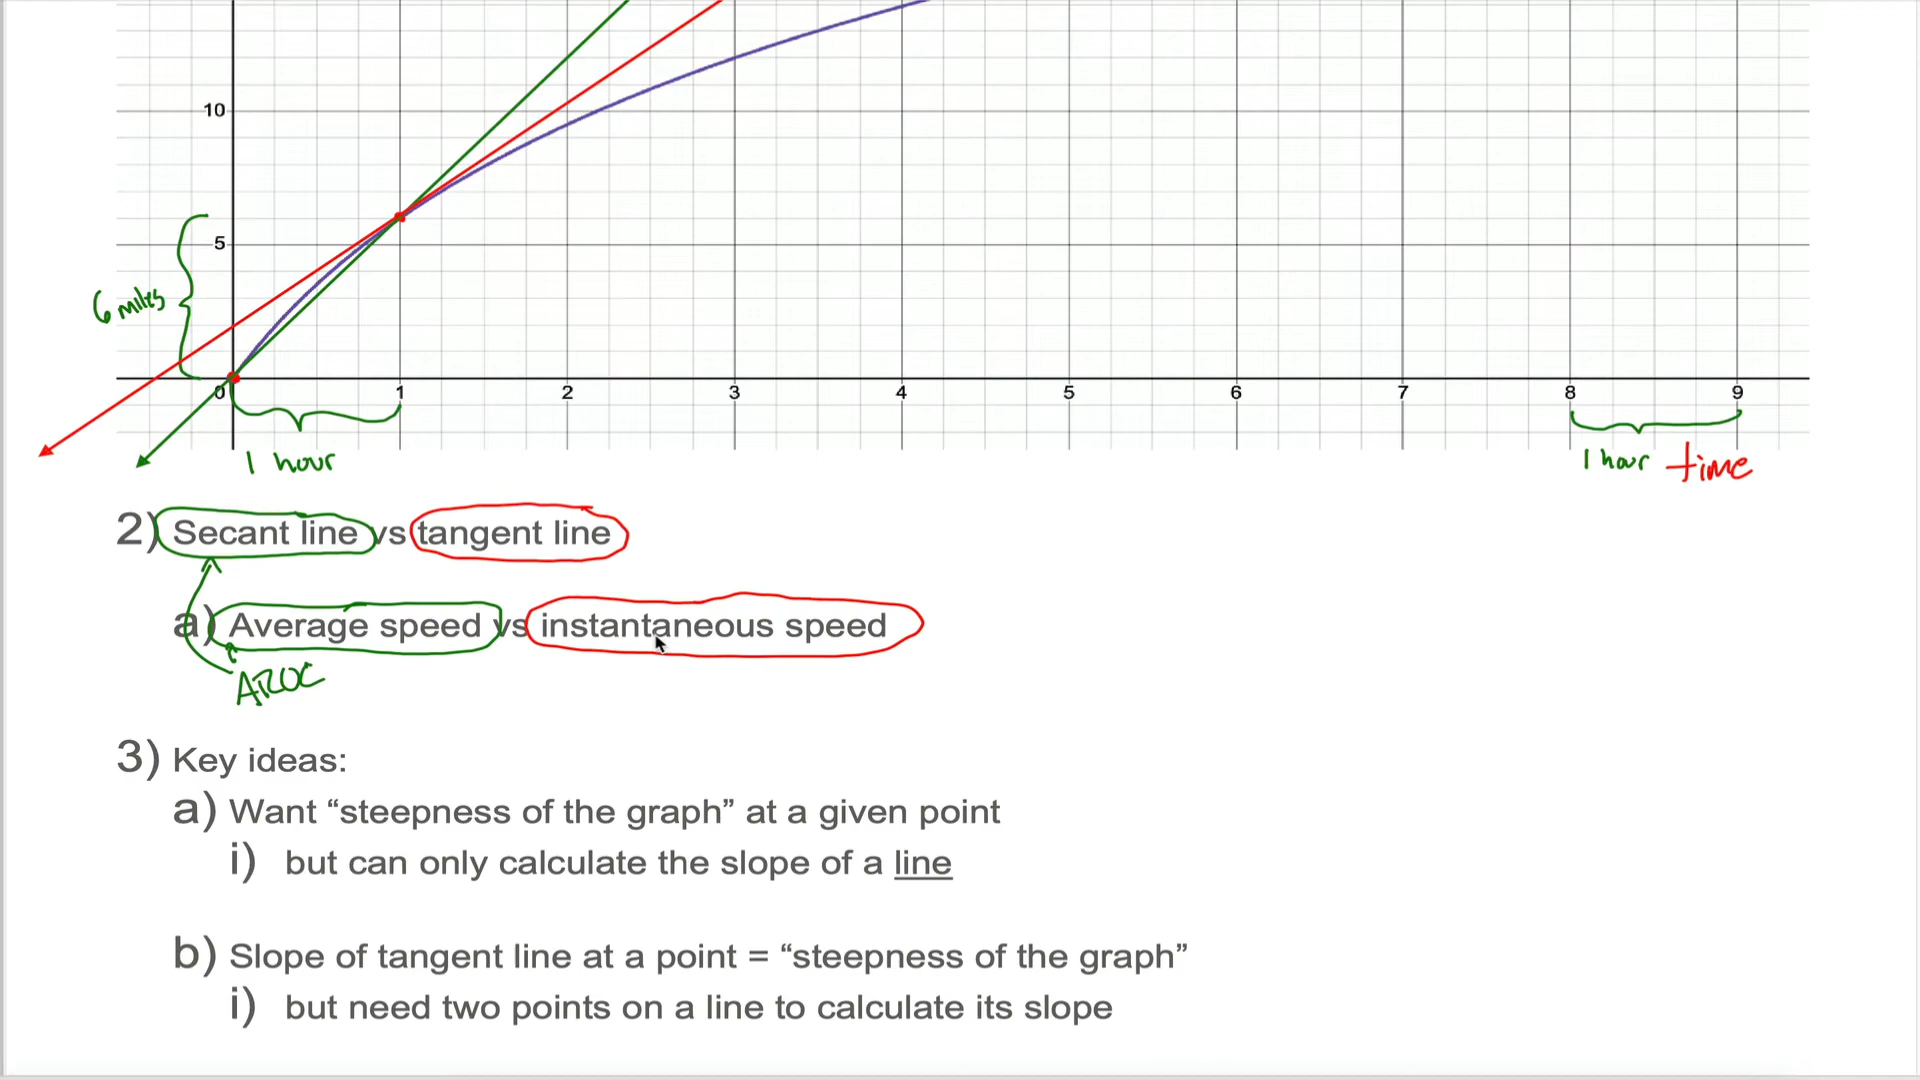 10
5
6 miles
0 1 2 3 4 5 6 7 8 9
1 hour
1 hour time
2) Secant line vs tangent line
a) Average speed vs instantaneous speed
AROC
3) Key ideas:
a) Want “steepness of the graph” at a given point
i) but can only calculate the slope of a line
b) Slope of tangent line at a point = “steepness of the graph”
i) but need two points on a line to calculate its slope